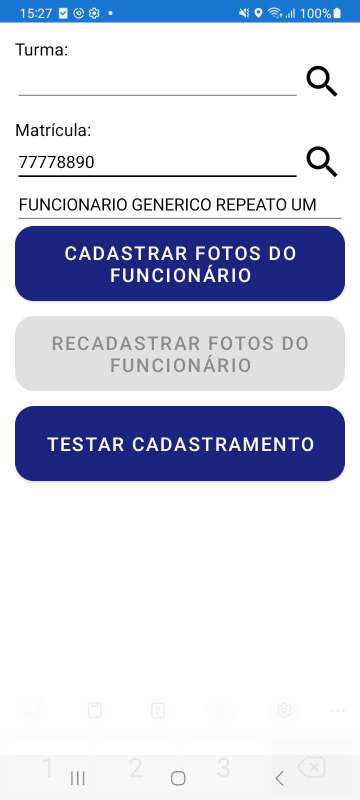 15:27
100%
Turma:
Matrícula:
77778890
FUNCIONARIO GENERICO REPEATO UM
CADASTRAR FOTOS DO
FUNCIONÁRIO
RECADASTRAR FOTOS DO
FUNCIONÁRIO
TESTAR CADASTRAMENTO
1 2 3